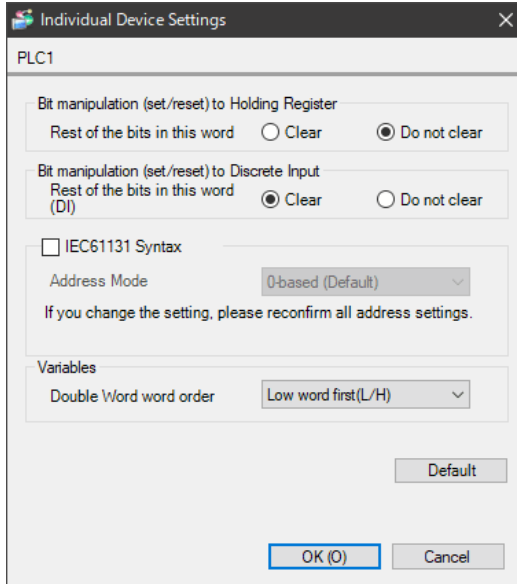 Individual Device Settings
PLC1
Bit manipulation (set/reset) to Holding Register
Rest of the bits in this word Clear Do not clear
Bit manipulation (set/reset) to Discrete Input
Rest of the bits in this word
(DI) Clear Do not clear
IEC61131 Syntax
Address Mode 0-based (Default)
If you change the setting, please reconfirm all address settings.
Variables
Double Word word order Low word first(L/H)
Default
OK (O) Cancel